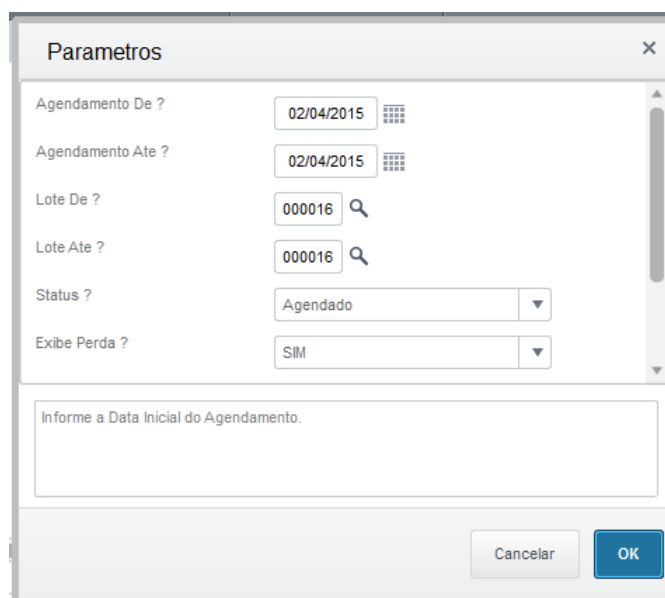 Parametros
Agendamento De ? 02/04/2015
Agendamento Ate ? 02/04/2015
Lote De ? 000016
Lote Ate ? 000016
Status ? Agendado
Exibe Perda ? SIM
Informe a Data Inicial do Agendamento.
Cancelar OK